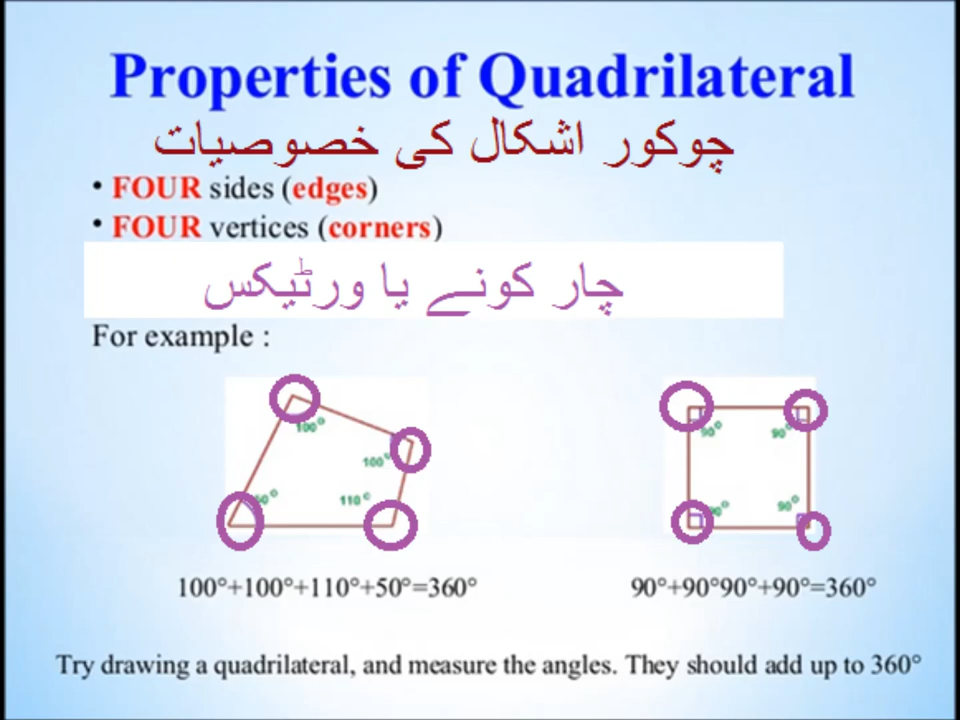 Properties of Quadrilateral
چوکور اشکال کی خصوصیات
• FOUR sides (edges)
• FOUR vertices (corners)
چار کونے یا ورٹیکس
For example :
100°
100°
50°
110°
90°
90°
90°
90°
100°+100°+110°+50°=360°
90°+90°90°+90°=360°
Try drawing a quadrilateral, and measure the angles. They should add up to 360°